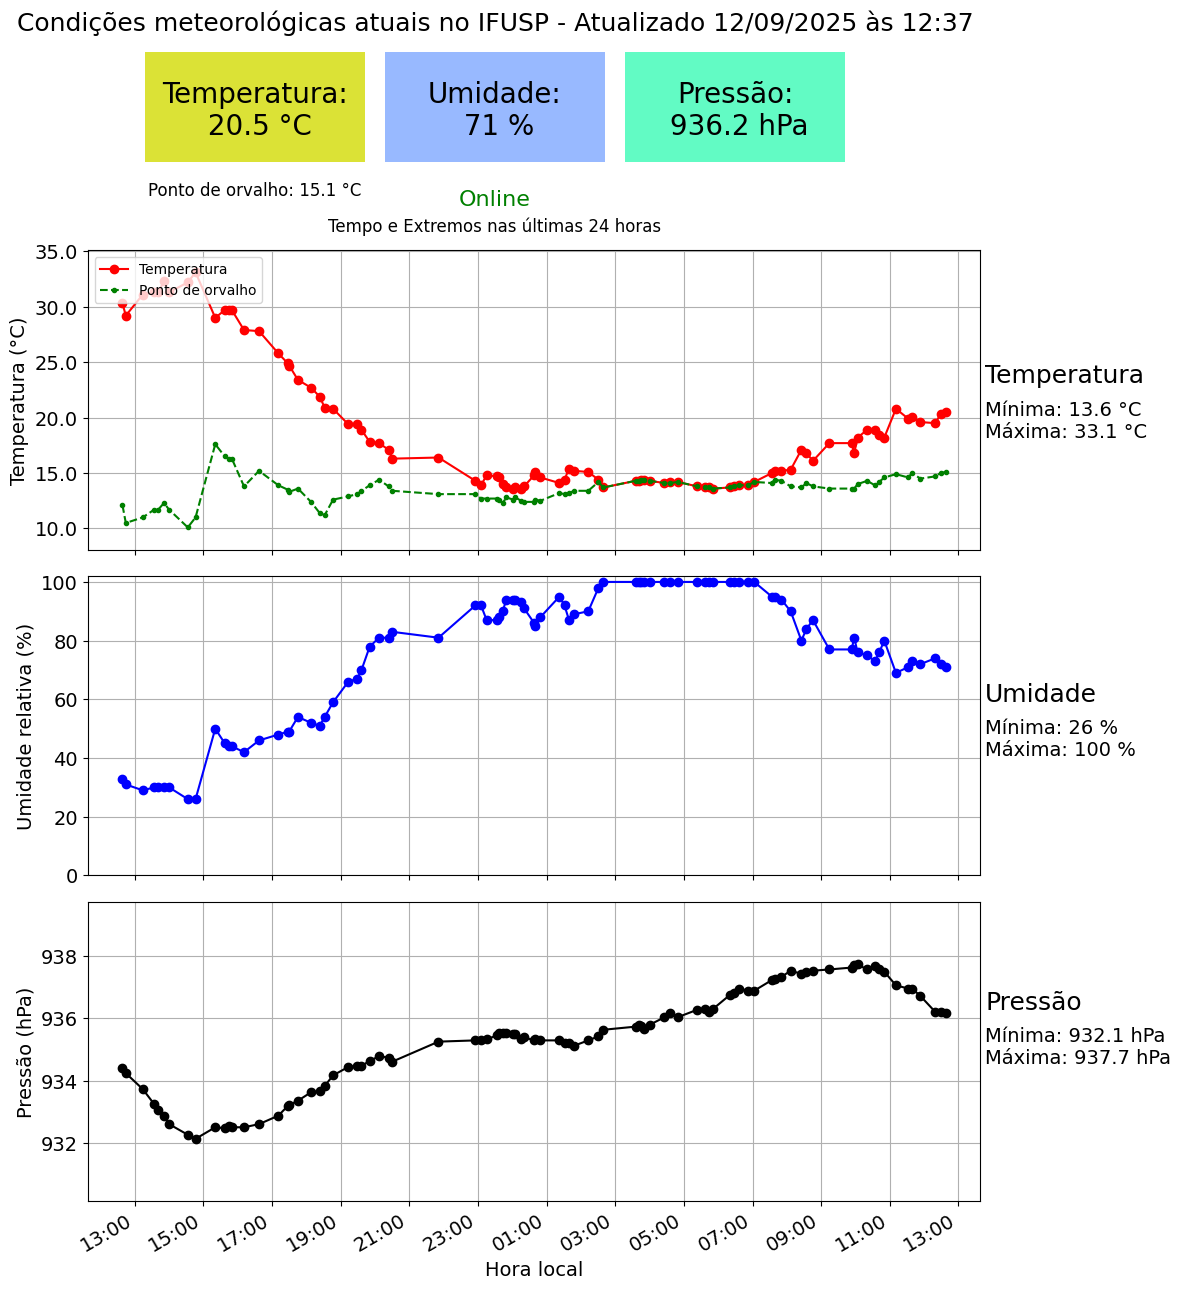 Condições meteorológicas atuais no IFUSP - Atualizado 12/09/2025 às 12:37
Temperatura:
20.5 °C
Umidade:
71 %
Pressão:
936.2 hPa
Ponto de orvalho: 15.1 °C
Online
Tempo e Extremos nas últimas 24 horas
Temperatura (°C)
35.0
30.0
25.0
20.0
15.0
10.0
Temperatura
Ponto de orvalho
Temperatura
Mínima: 13.6 °C
Máxima: 33.1 °C
Umidade relativa (%)
100
80
60
40
20
0
Umidade
Mínima: 26 %
Máxima: 100 %
Pressão (hPa)
938
936
934
932
Pressão
Mínima: 932.1 hPa
Máxima: 937.7 hPa
13:00
15:00
17:00
19:00
21:00
23:00
01:00
03:00
05:00
07:00
09:00
11:00
13:00
Hora local